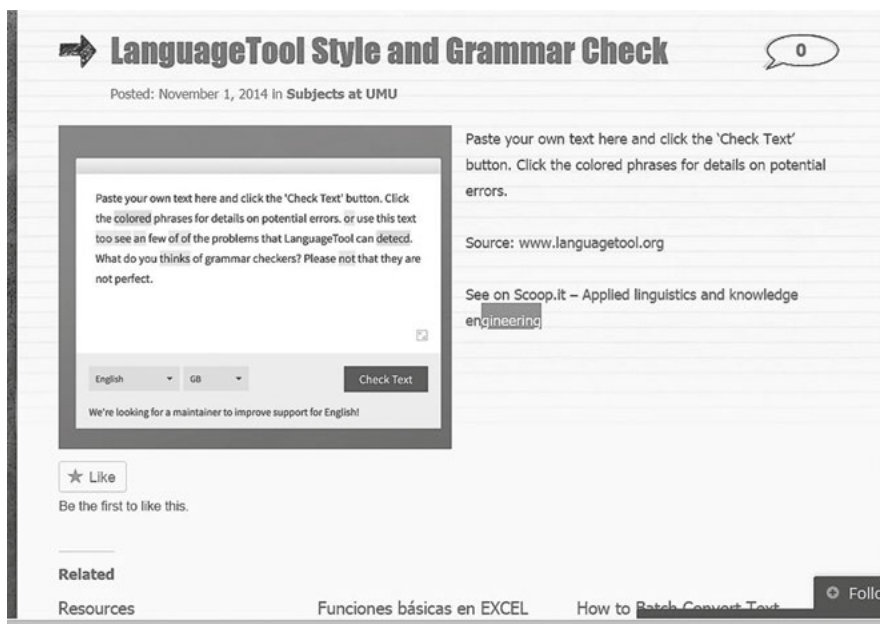 LanguageTool Style and Grammar Check
0
Posted: November 1, 2014 in Subjects at UMU
Paste your own text here and click the 'Check Text' button. Click
the colored phrases for details on potential errors. or use this text
too see an few of of the problems that LanguageTool can detecd.
What do you thinks of grammar checkers? Please not that they are
not perfect.
English GB Check Text
We're looking for a maintainer to improve support for English!
Paste your own text here and click the 'Check Text'
button. Click the colored phrases for details on potential
errors.
Source: www.languagetool.org
See on Scoop.it – Applied linguistics and knowledge
engineering
Like
Be the first to like this.
Related
Resources Funciones básicas en EXCEL How to Batch Convert Text
Follo